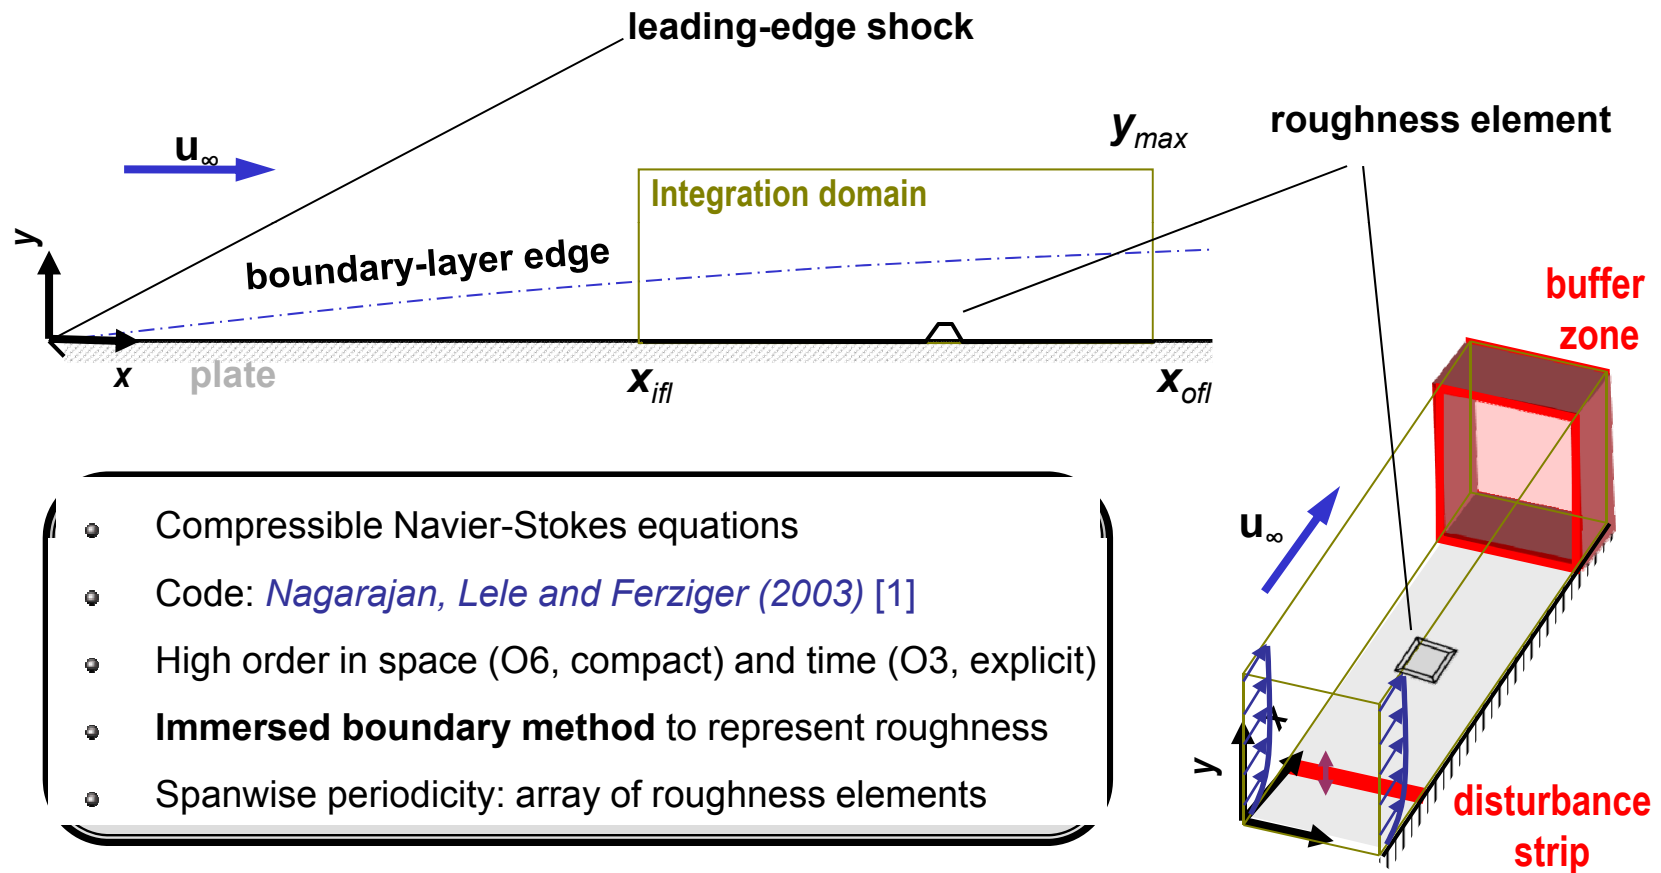 leading-edge shock
u∞
y_max
roughness element
Integration domain
y
boundary-layer edge
buffer
zone
x
plate
x_ifl
x_ofl
Compressible Navier-Stokes equations
u∞
Code: Nagarajan, Lele and Ferziger (2003) [1]
High order in space (O6, compact) and time (O3, explicit)
Immersed boundary method to represent roughness
x
y
Spanwise periodicity: array of roughness elements
disturbance
strip